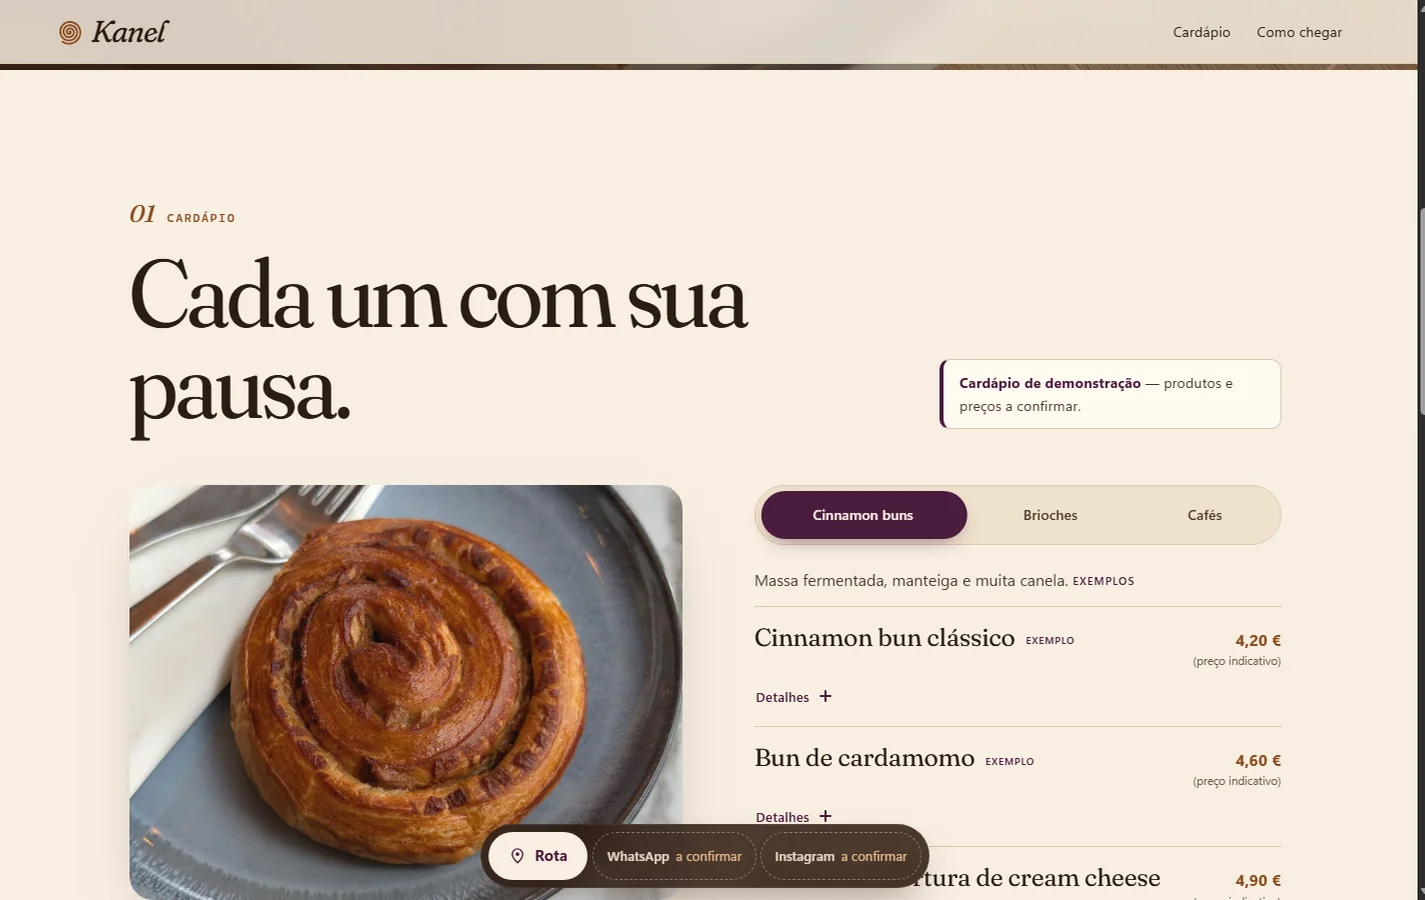 Kanel
Cardápio
Como chegar
01 CARDÁPIO
Cada um com sua
pausa.
Cardápio de demonstração — produtos e
preços a confirmar.
Cinnamon buns
Brioches
Cafés
Massa fermentada, manteiga e muita canela. EXEMPLOS
Cinnamon bun clássico EXEMPLO
4,20 €
(preço indicativo)
Detalhes +
Bun de cardamomo EXEMPLO
4,60 €
(preço indicativo)
Detalhes +
de cream cheese
4,90 €
Rota
WhatsApp a confirmar
Instagram a confirmar